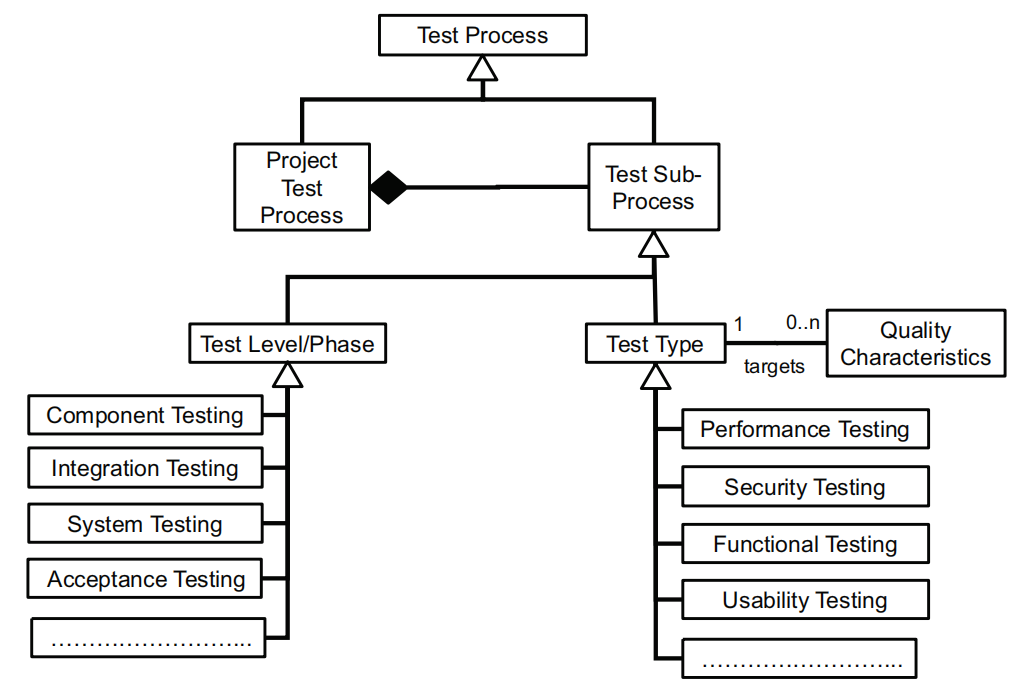 Test Process
Project
Test
Process
Test Sub-
Process
Test Level/Phase
Test Type
1
0..n
targets
Quality
Characteristics
Component Testing
Integration Testing
System Testing
Acceptance Testing
………………………...
Performance Testing
Security Testing
Functional Testing
Usability Testing
………………………...